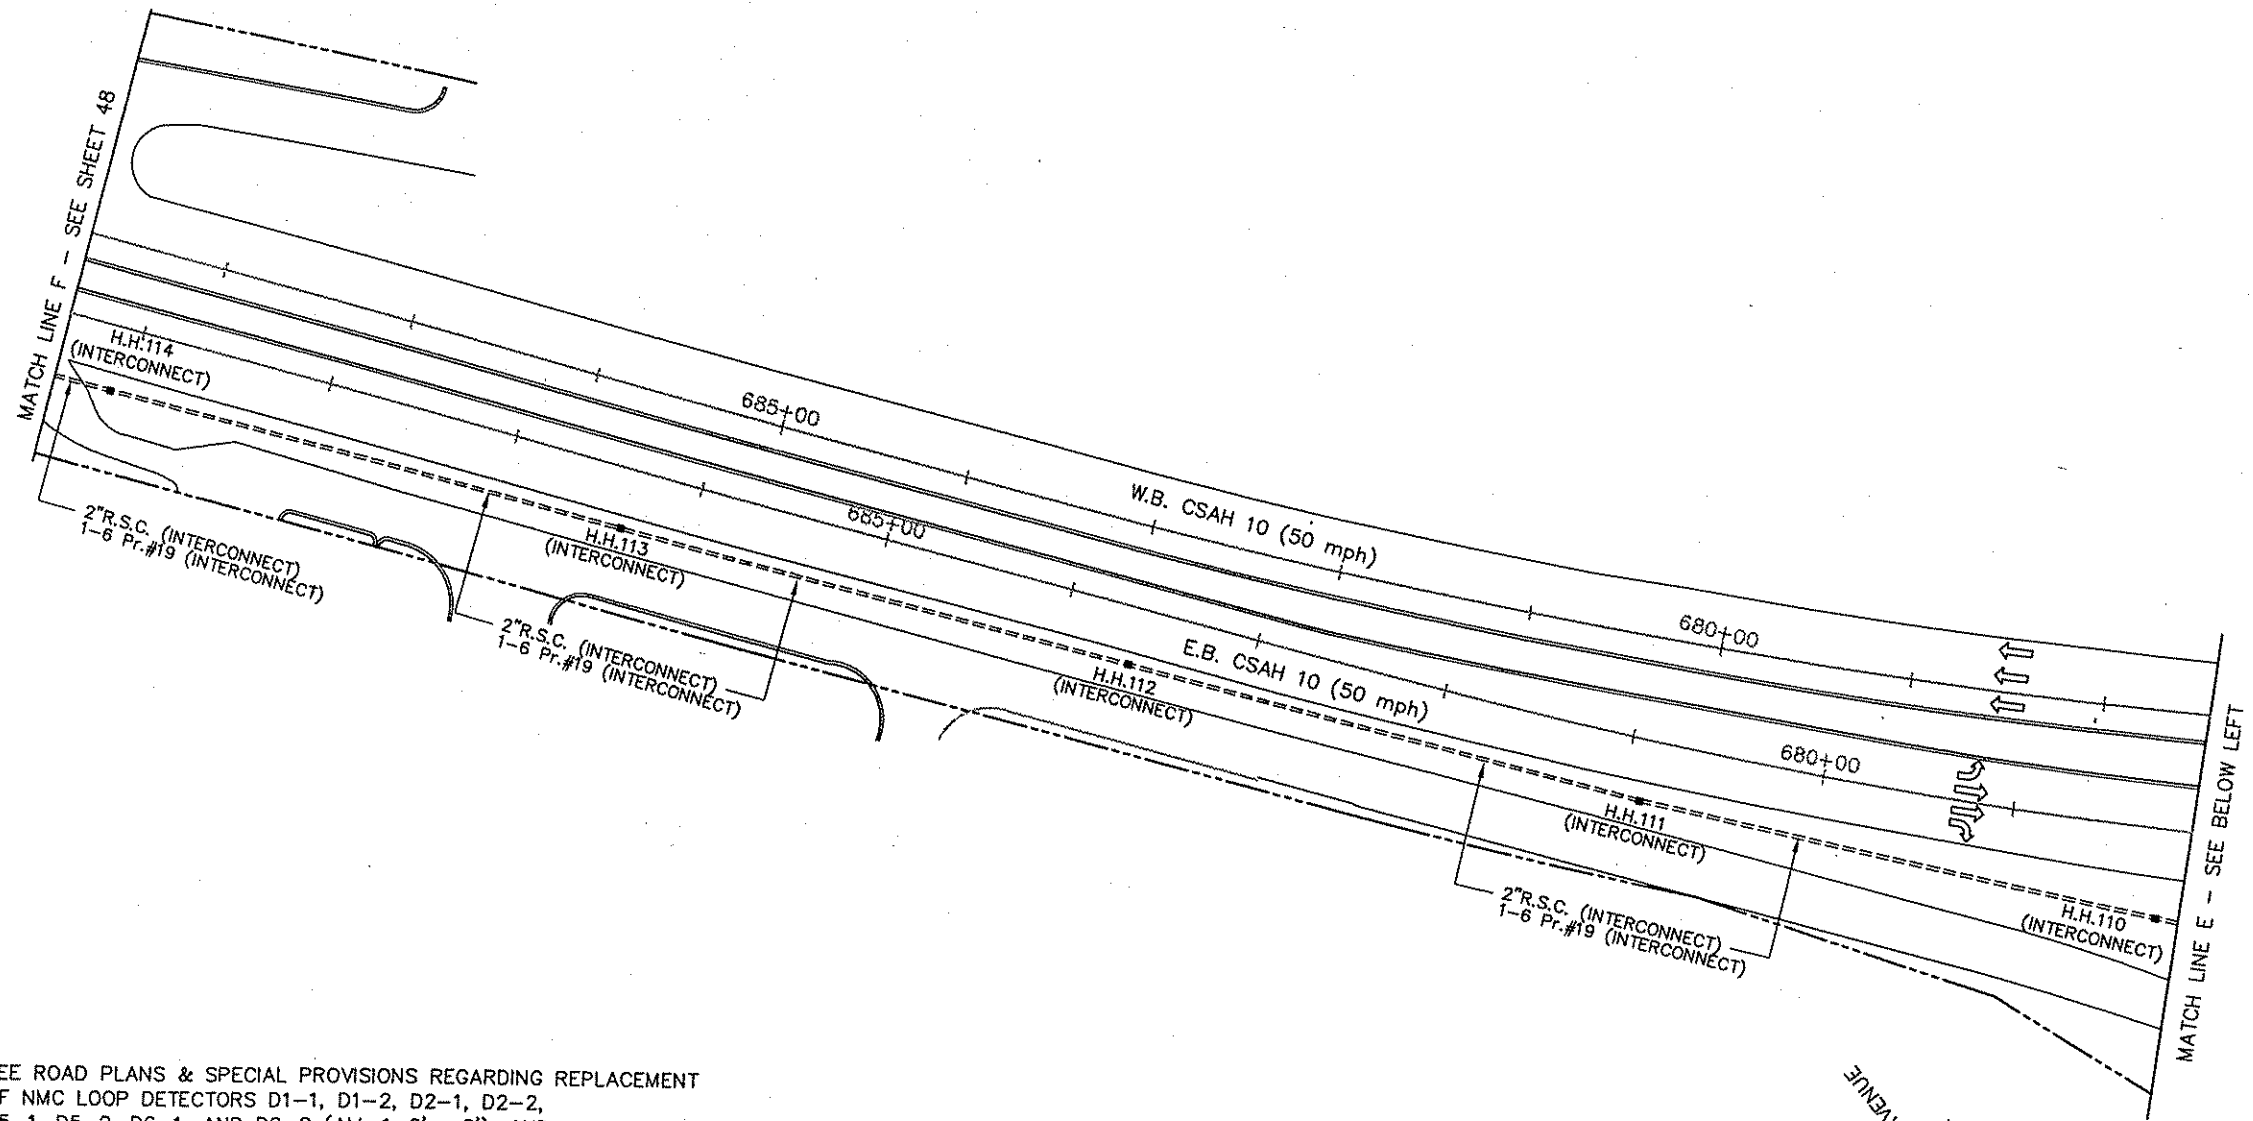 MATCH LINE F - SEE SHEET 48
H.H.114
(INTERCONNECT)
685+00
W.B. CSAH 10 (50 mph)
680+00
2"R.S.C. (INTERCONNECT)
1-6 Pr.#19 (INTERCONNECT)
H.H.113
(INTERCONNECT)
685+00
2"R.S.C. (INTERCONNECT)
1-6 Pr.#19 (INTERCONNECT)
H.H.112
(INTERCONNECT)
E.B. CSAH 10 (50 mph)
680+00
H.H.111
(INTERCONNECT)
2"R.S.C. (INTERCONNECT)
1-6 Pr.#19 (INTERCONNECT)
H.H.110
(INTERCONNECT)
MATCH LINE E - SEE BELOW LEFT
EE ROAD PLANS & SPECIAL PROVISIONS REGARDING REPLACEMENT
F NMC LOOP DETECTORS D1-1, D1-2, D2-1, D2-2,
VENUE